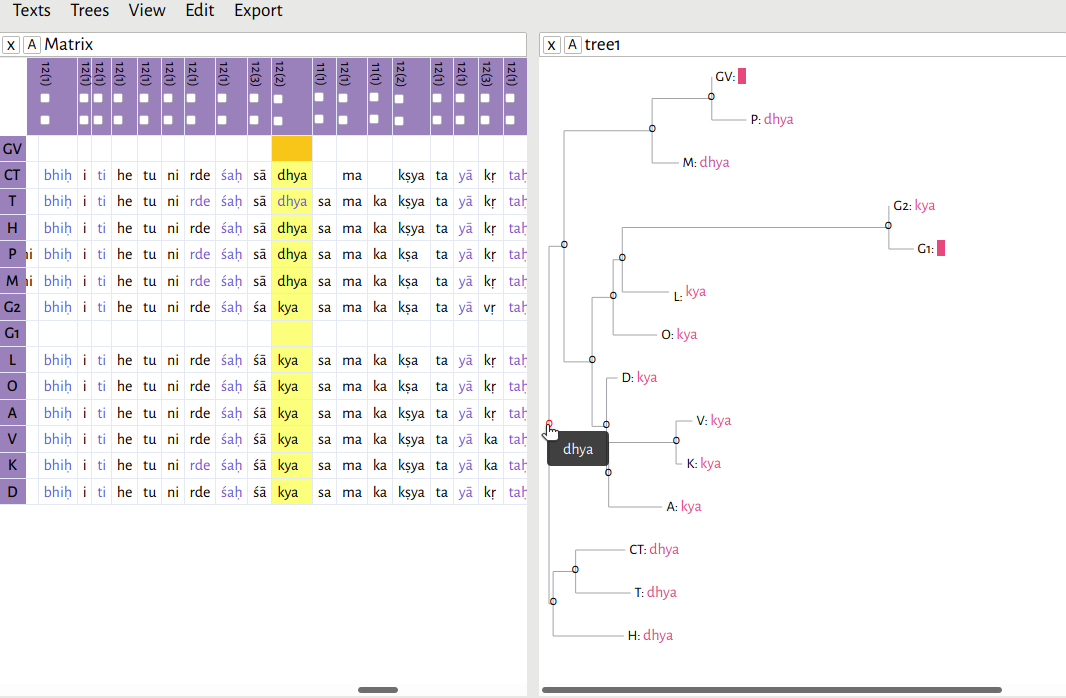 Texts Trees View Edit Export
x A Matrix
12(1) 12(1) 12(1) 12(1) 12(1) 12(1) 12(1) 12(1) 12(3) 12(2) 11(1) 12(1) 11(1) 12(2) 12(1) 12(1) 12(3) 12(1)
GV
CT bhiḥ i ti he tu ni rde śaḥ sā dhya ma kṣya ta yā kṛ taḥ
T bhiḥ i ti he tu ni rde śaḥ sā dhya sa ma ka kṣya ta yā kṛ taḥ
H bhiḥ i ti he tu ni rde śaḥ sā dhya sa ma ka kṣya ta yā kṛ taḥ
P bhiḥ i ti he tu ni rde śaḥ sā dhya sa ma ka kṣa ta yā kṛ taḥ
M bhiḥ i ti he tu ni rde śaḥ sā dhya sa ma ka kṣa ta yā kṛ taḥ
G2 bhiḥ i ti he tu ni rde śaḥ śa kya sa ma ka kṣa ta yā vṛ taḥ
G1
L bhiḥ i ti he tu ni rde śaḥ śā kya sa ma ka kṣa ta yā kṛ taḥ
O bhiḥ i ti he tu ni rde śaḥ śā kya sa ma ka kṣa ta yā kṛ taḥ
A bhiḥ i ti he tu ni rde śaḥ śā kya sa ma ka kṣya ta yā kṛ taḥ
V bhiḥ i ti he tu ni rde śaḥ śā kya sa ma ka kṣya ta yā ka taḥ
K bhiḥ i ti he tu ni rde śaḥ śā kya sa ma ka kṣya ta yā ka taḥ
D bhiḥ i ti he tu ni rde śaḥ śā kya sa ma ka kṣya ta yā kṛ taḥ
x A tree1
GV:
P: dhya
M: dhya
G2: kya
G1:
L: kya
O: kya
D: kya
V: kya
dhya
K: kya
A: kya
CT: dhya
T: dhya
H: dhya